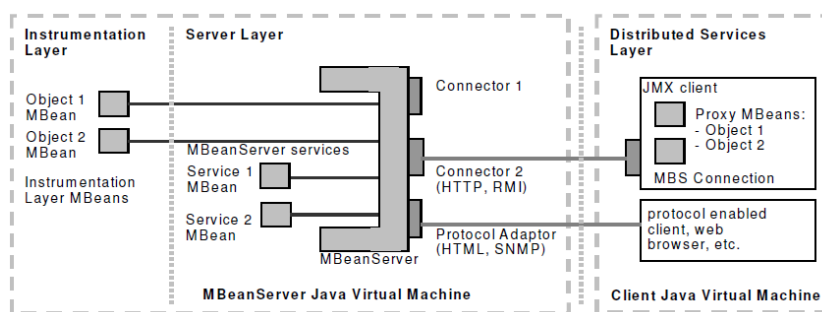 Instrumentation
Layer
Object 1
MBean
Object 2
MBean
Instrumentation
Layer MBeans
Server Layer
MBeanServer services
Service 1
MBean
Service 2
MBean
MBeanServer
Connector 1
Connector 2
(HTTP, RMI)
Protocol Adaptor
(HTML, SNMP)
MBeanServer Java Virtual Machine
Distributed Services
Layer
JMX client
Proxy MBeans:
- Object 1
- Object 2
MBS Connection
protocol enabled
client, web
browser, etc.
Client Java Virtual Machine